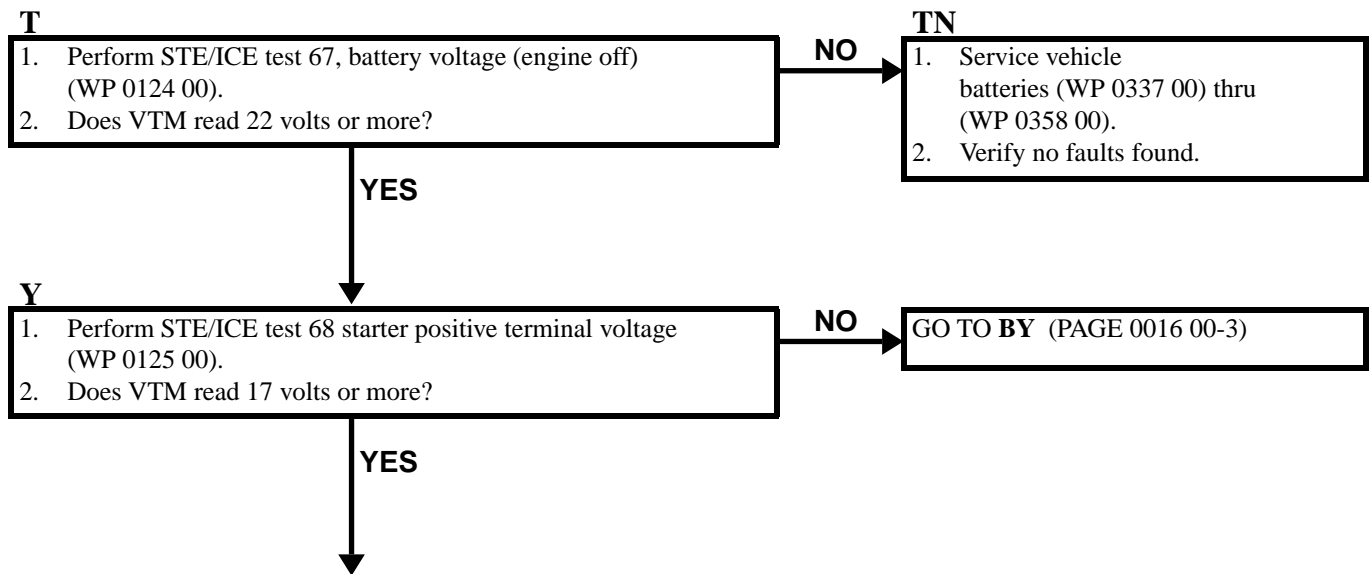 T
1. Perform STE/ICE test 67, battery voltage (engine off)
(WP 0124 00).
2. Does VTM read 22 volts or more?
NO
TN
1. Service vehicle
batteries (WP 0337 00) thru
(WP 0358 00).
2. Verify no faults found.
YES
Y
1. Perform STE/ICE test 68 starter positive terminal voltage
(WP 0125 00).
2. Does VTM read 17 volts or more?
NO
GO TO BY (PAGE 0016 00-3)
YES